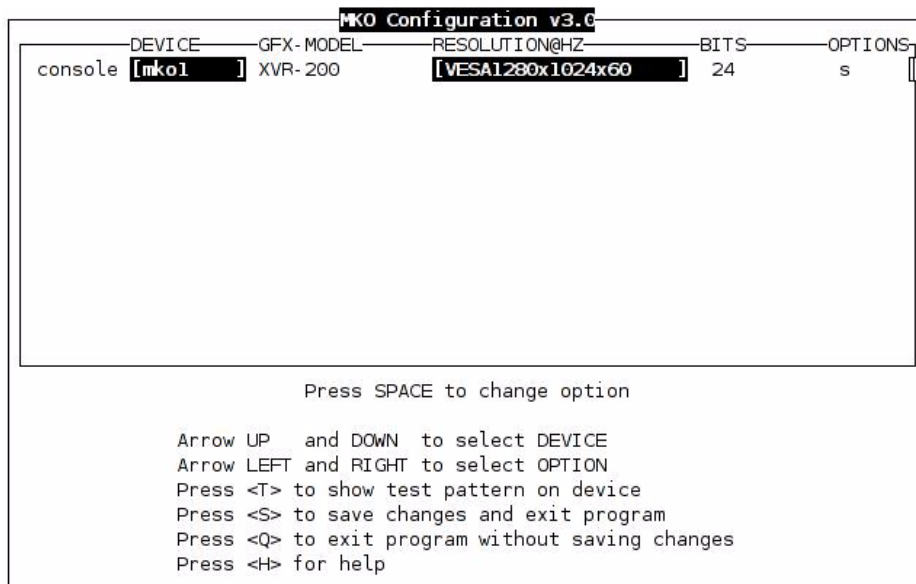 MKO Configuration v3.0
DEVICE GFX-MODEL RESOLUTION@HZ BITS OPTIONS
console [mko1 ] XVR-200 [VESA1280x1024x60 ] 24 s [
Press SPACE to change option
Arrow UP and DOWN to select DEVICE
Arrow LEFT and RIGHT to select OPTION
Press <T> to show test pattern on device
Press <S> to save changes and exit program
Press <Q> to exit program without saving changes
Press <H> for help